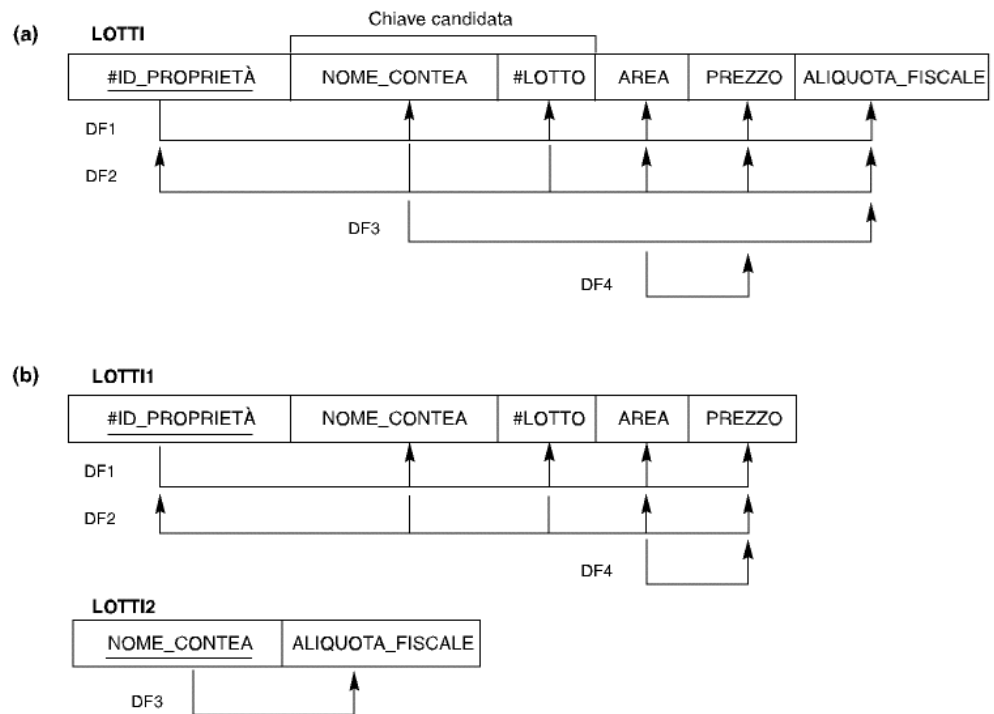 Chiave candidata
(a) LOTTI
#ID_PROPRIETÀ NOME_CONTEA #LOTTO AREA PREZZO ALIQUOTA_FISCALE
DF1
DF2
DF3
DF4
(b) LOTTI1
#ID_PROPRIETÀ NOME_CONTEA #LOTTO AREA PREZZO
DF1
DF2
DF4
LOTTI2
NOME_CONTEA ALIQUOTA_FISCALE
DF3